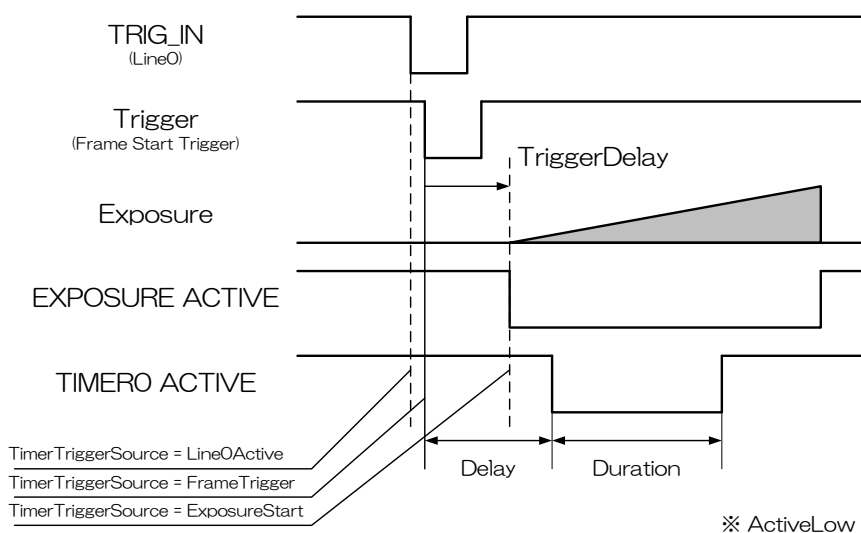 TRIG_IN
(Line0)
Trigger
(Frame Start Trigger)
TriggerDelay
Exposure
EXPOSURE ACTIVE
TIMER0 ACTIVE
TimerTriggerSource = Line0Active
TimerTriggerSource = FrameTrigger
TimerTriggerSource = ExposureStart
Delay
Duration
※ ActiveLow